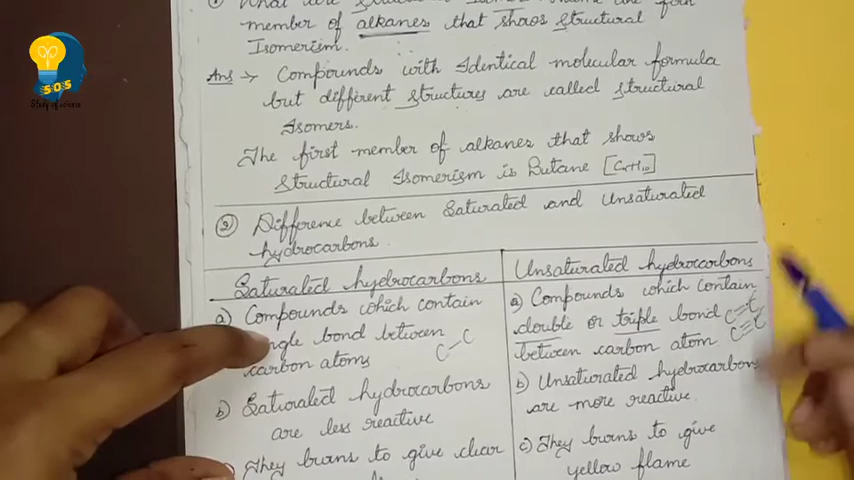 member of alkanes that shows Structural
Isomerism.
Ans → Compounds with Identical molecular formula
but different structures are called structural
Isomers.
The first member of alkanes that shows
Structural Isomerism is Butane [C4H10]
② Difference between Saturated and Unsaturated
hydrocarbons.
Saturated hydrocarbons
ⓐ Compounds which contain
bond between
carbon atoms
C-C
b) Saturated hydrocarbons
are less reactive
They burns to give clear
Unsaturated hydrocarbons
a) Compounds which contain
double or triple bond
between carbon atom
C=C
C≡C
b) Unsaturated hydrocarbons
are more reactive.
c) They burns to give
yellow flame
SOS
Study of science